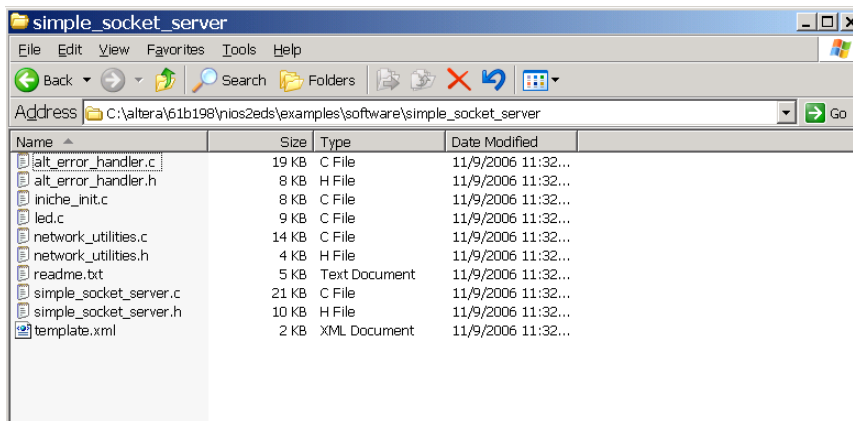 simple_socket_server
File Edit View Favorites Tools Help
Back Search Folders
Address C:\altera\61b198\nios2eds\examples\software\simple_socket_server Go
Name Size Type Date Modified
alt_error_handler.c 19 KB C File 11/9/2006 11:32...
alt_error_handler.h 8 KB H File 11/9/2006 11:32...
iniche_init.c 8 KB C File 11/9/2006 11:32...
led.c 9 KB C File 11/9/2006 11:32...
network_utilities.c 14 KB C File 11/9/2006 11:32...
network_utilities.h 4 KB H File 11/9/2006 11:32...
readme.txt 5 KB Text Document 11/9/2006 11:32...
simple_socket_server.c 21 KB C File 11/9/2006 11:32...
simple_socket_server.h 10 KB H File 11/9/2006 11:32...
template.xml 2 KB XML Document 11/9/2006 11:32...